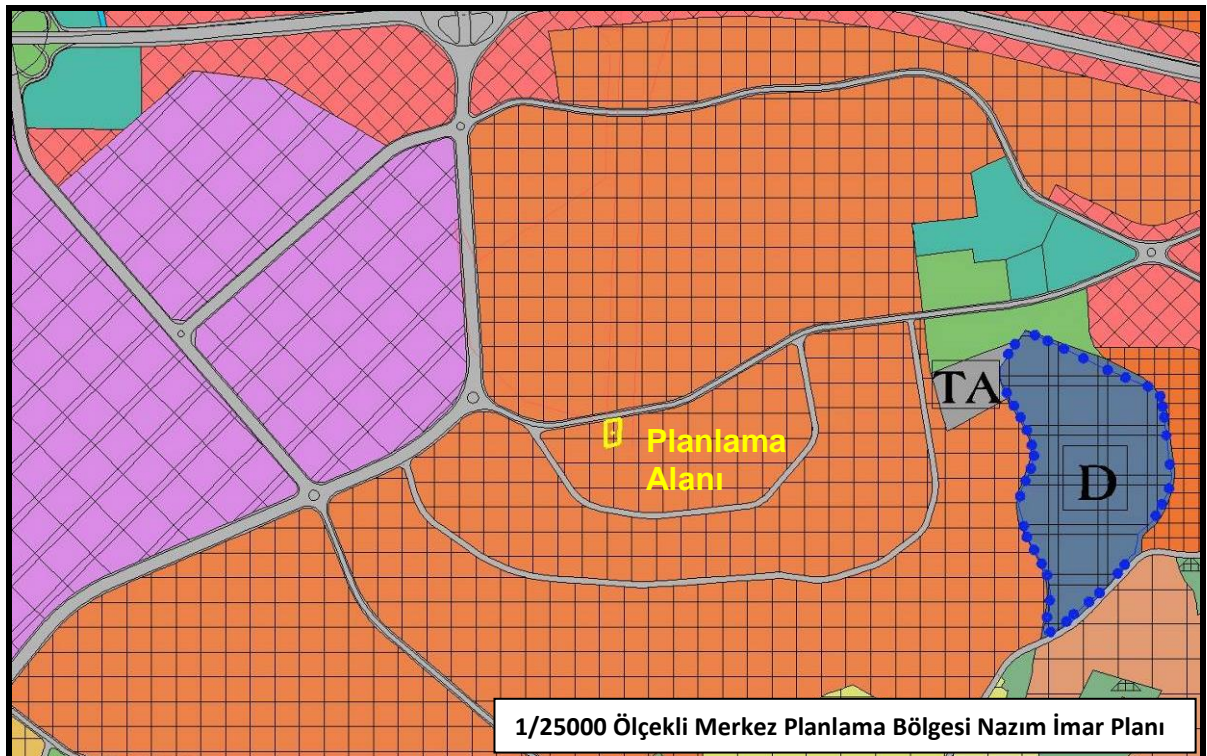 TA
Planlama
Alanı
D
1/25000 Ölçekli Merkez Planlama Bölgesi Nazım İmar Planı